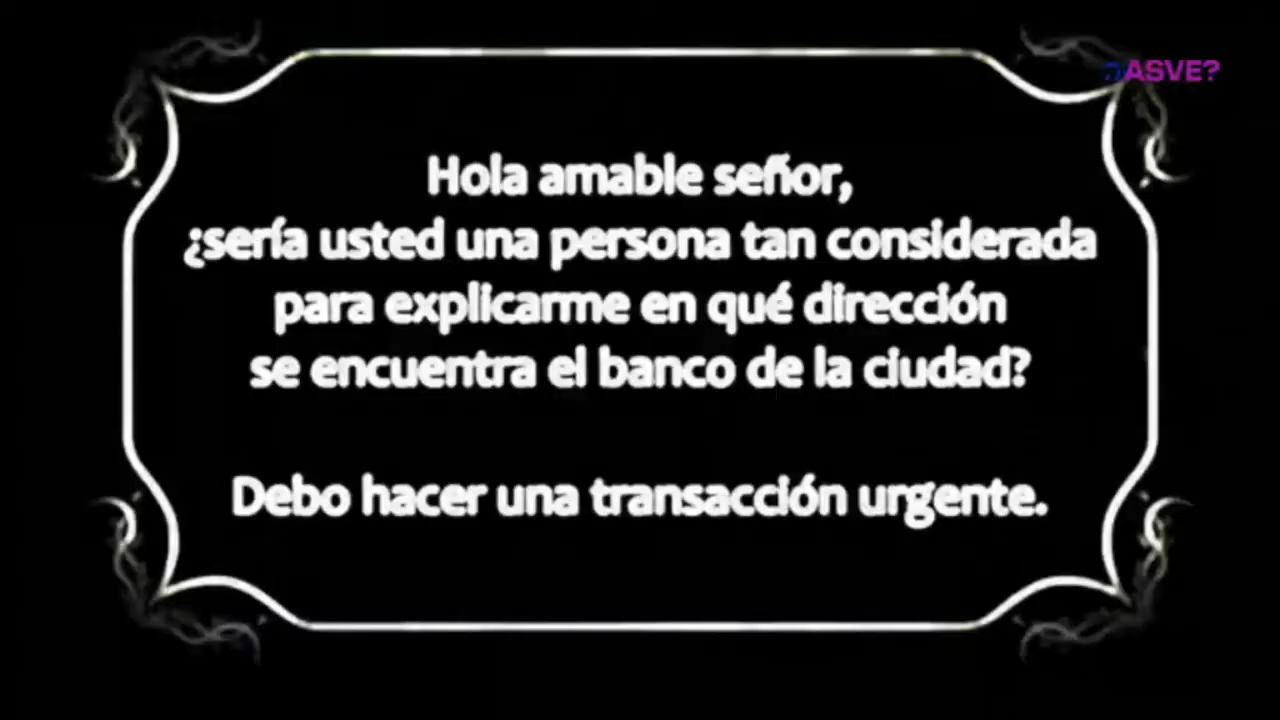 ASVE?
Hola amable señor,
¿sería usted una persona tan considerada
para explicarme en qué dirección
se encuentra el banco de la ciudad?
Debo hacer una transacción urgente.